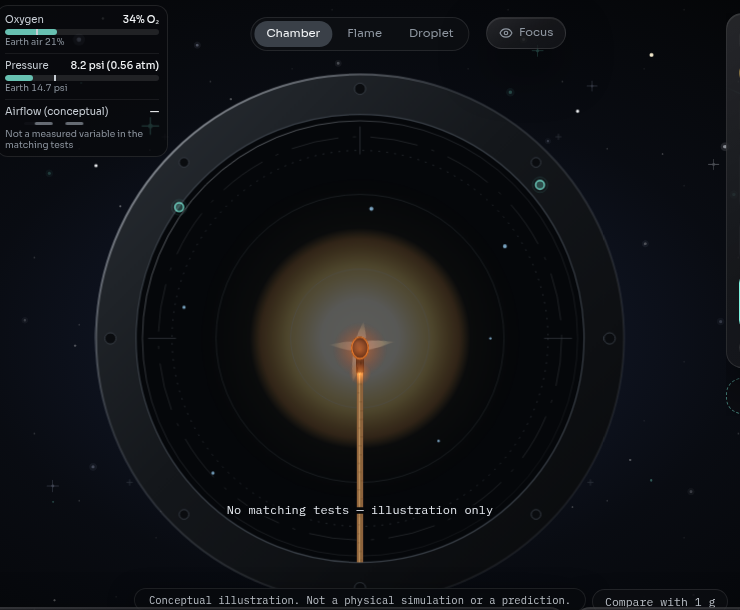 Oxygen 34% O₂
Earth air 21%
Pressure 8.2 psi (0.56 atm)
Earth 14.7 psi
Airflow (conceptual) —
Not a measured variable in the
matching tests
Chamber Flame Droplet Focus
No matching tests — illustration only
Conceptual illustration. Not a physical simulation or a prediction.
Compare with 1 g